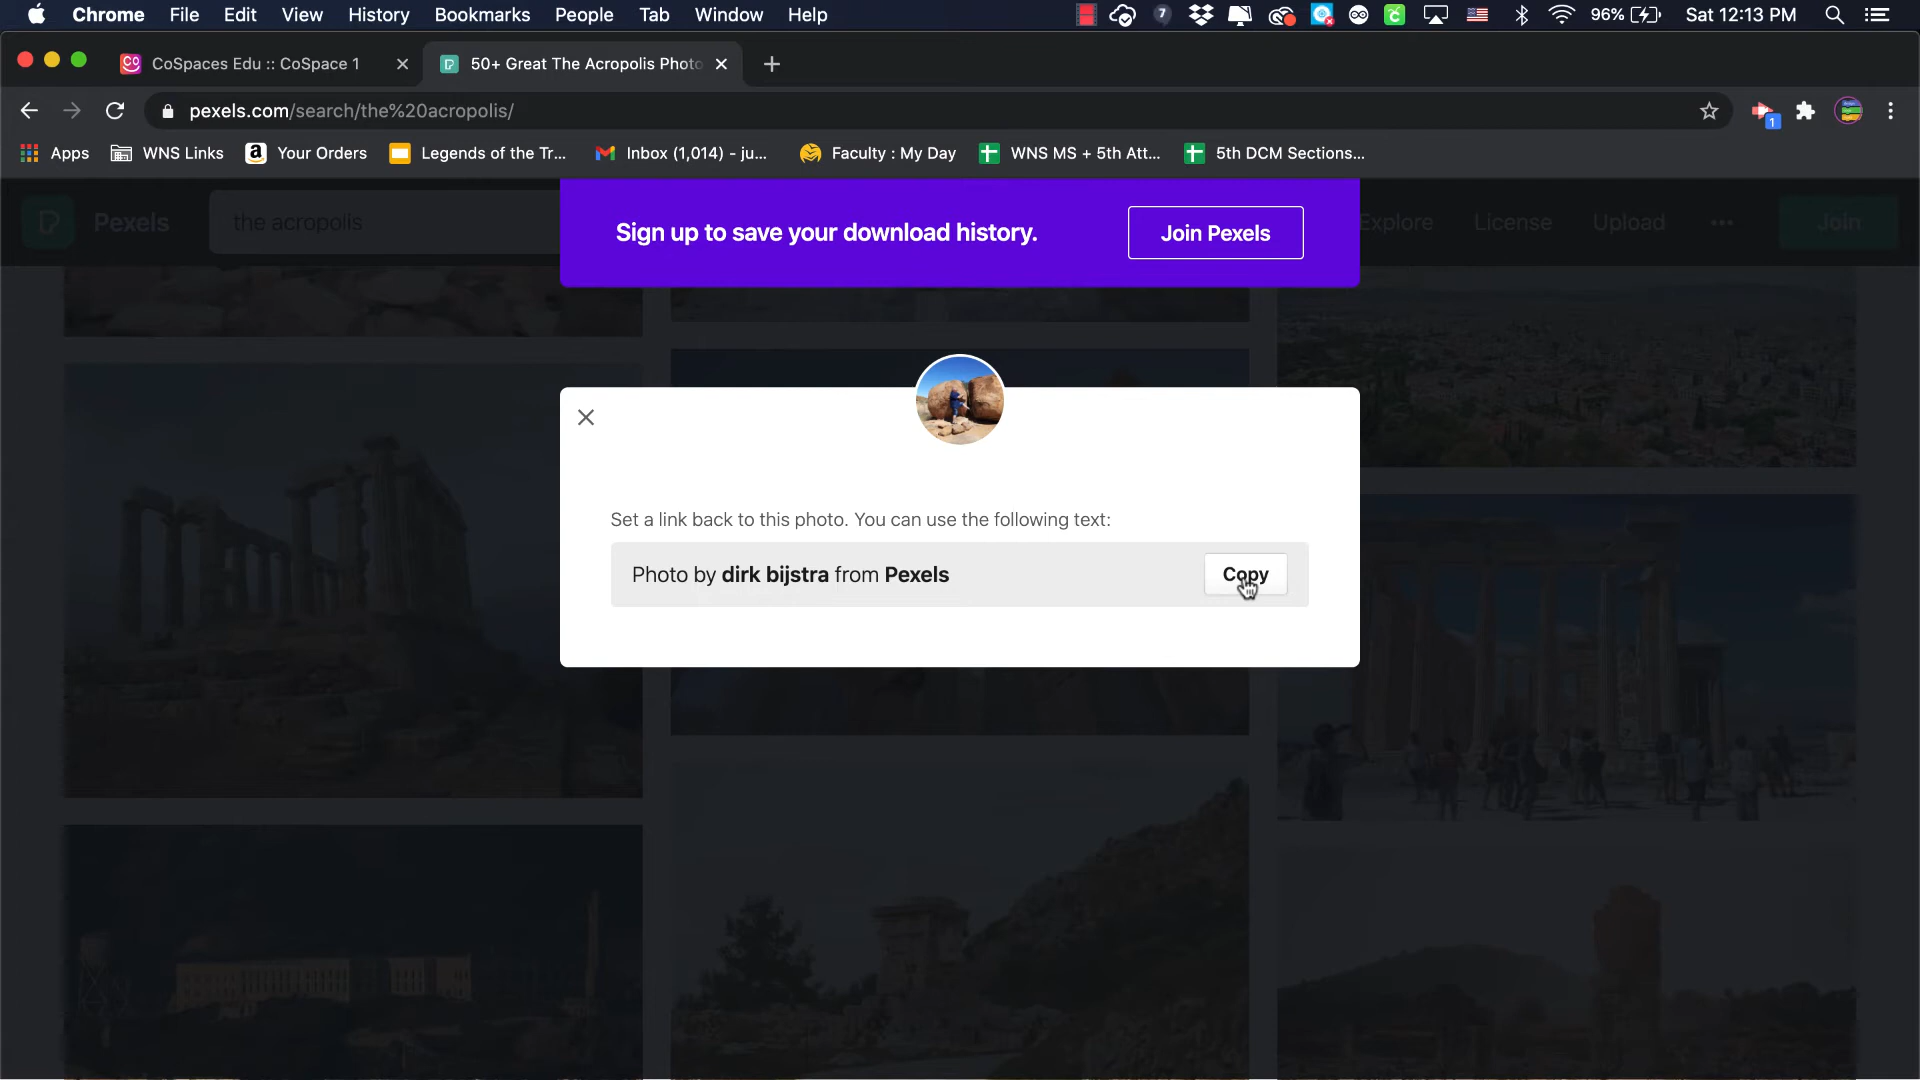 Chrome File Edit View History Bookmarks People Tab Window Help 7 96% Sat 12:13 PM
CoSpaces Edu :: CoSpace 1 50+ Great The Acropolis Photo
pexels.com/search/the%20acropolis/ 1
Apps WNS Links Your Orders Legends of the Tr... Inbox (1,014) - ju... Faculty : My Day WNS MS + 5th Att... 5th DCM Sections...
Pexels the acropolis Explore License Upload Join
Sign up to save your download history. Join Pexels
Set a link back to this photo. You can use the following text:
Photo by dirk bijstra from Pexels Copy